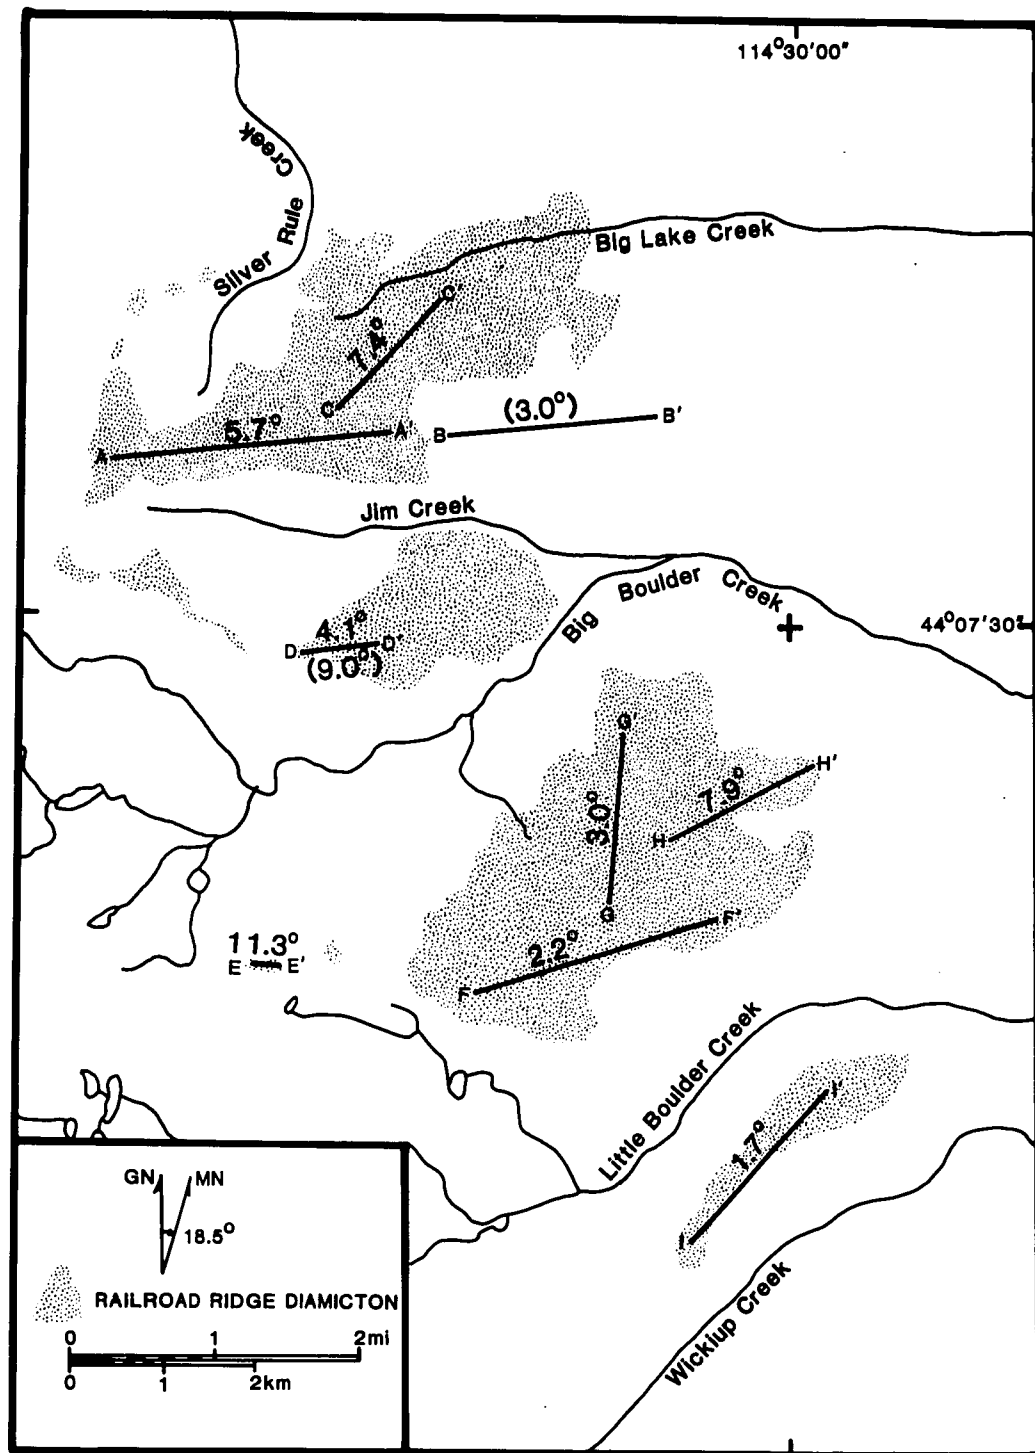 114°30'00"
Silver Rule Creek
Big Lake Creek
C'
7.4°
C
(3.0°)
5.7°
A
A'
B
B'
Jim Creek
Big Boulder Creek
44°07'30"
4.1°
D
D'
(9.0°)
G'
H'
7.9°
3.0°
H
G
F'
11.3°
E
E'
2.2°
F
Little Boulder Creek
I'
1.7°
I
GN
MN
18.5°
RAILROAD RIDGE DIAMICTON
0 1 2mi
0 1 2km
Wickiup Creek